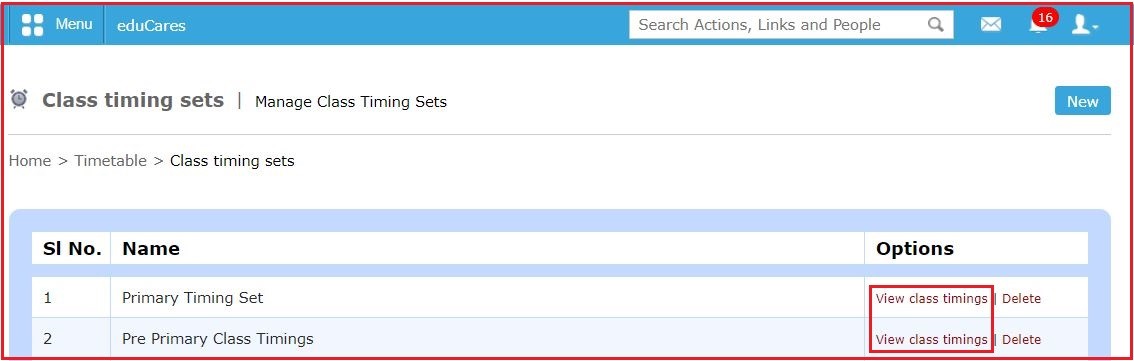 Menu eduCares Search Actions, Links and People 16
Class timing sets | Manage Class Timing Sets New
Home > Timetable > Class timing sets
Sl No. Name Options
1 Primary Timing Set View class timings | Delete
2 Pre Primary Class Timings View class timings | Delete